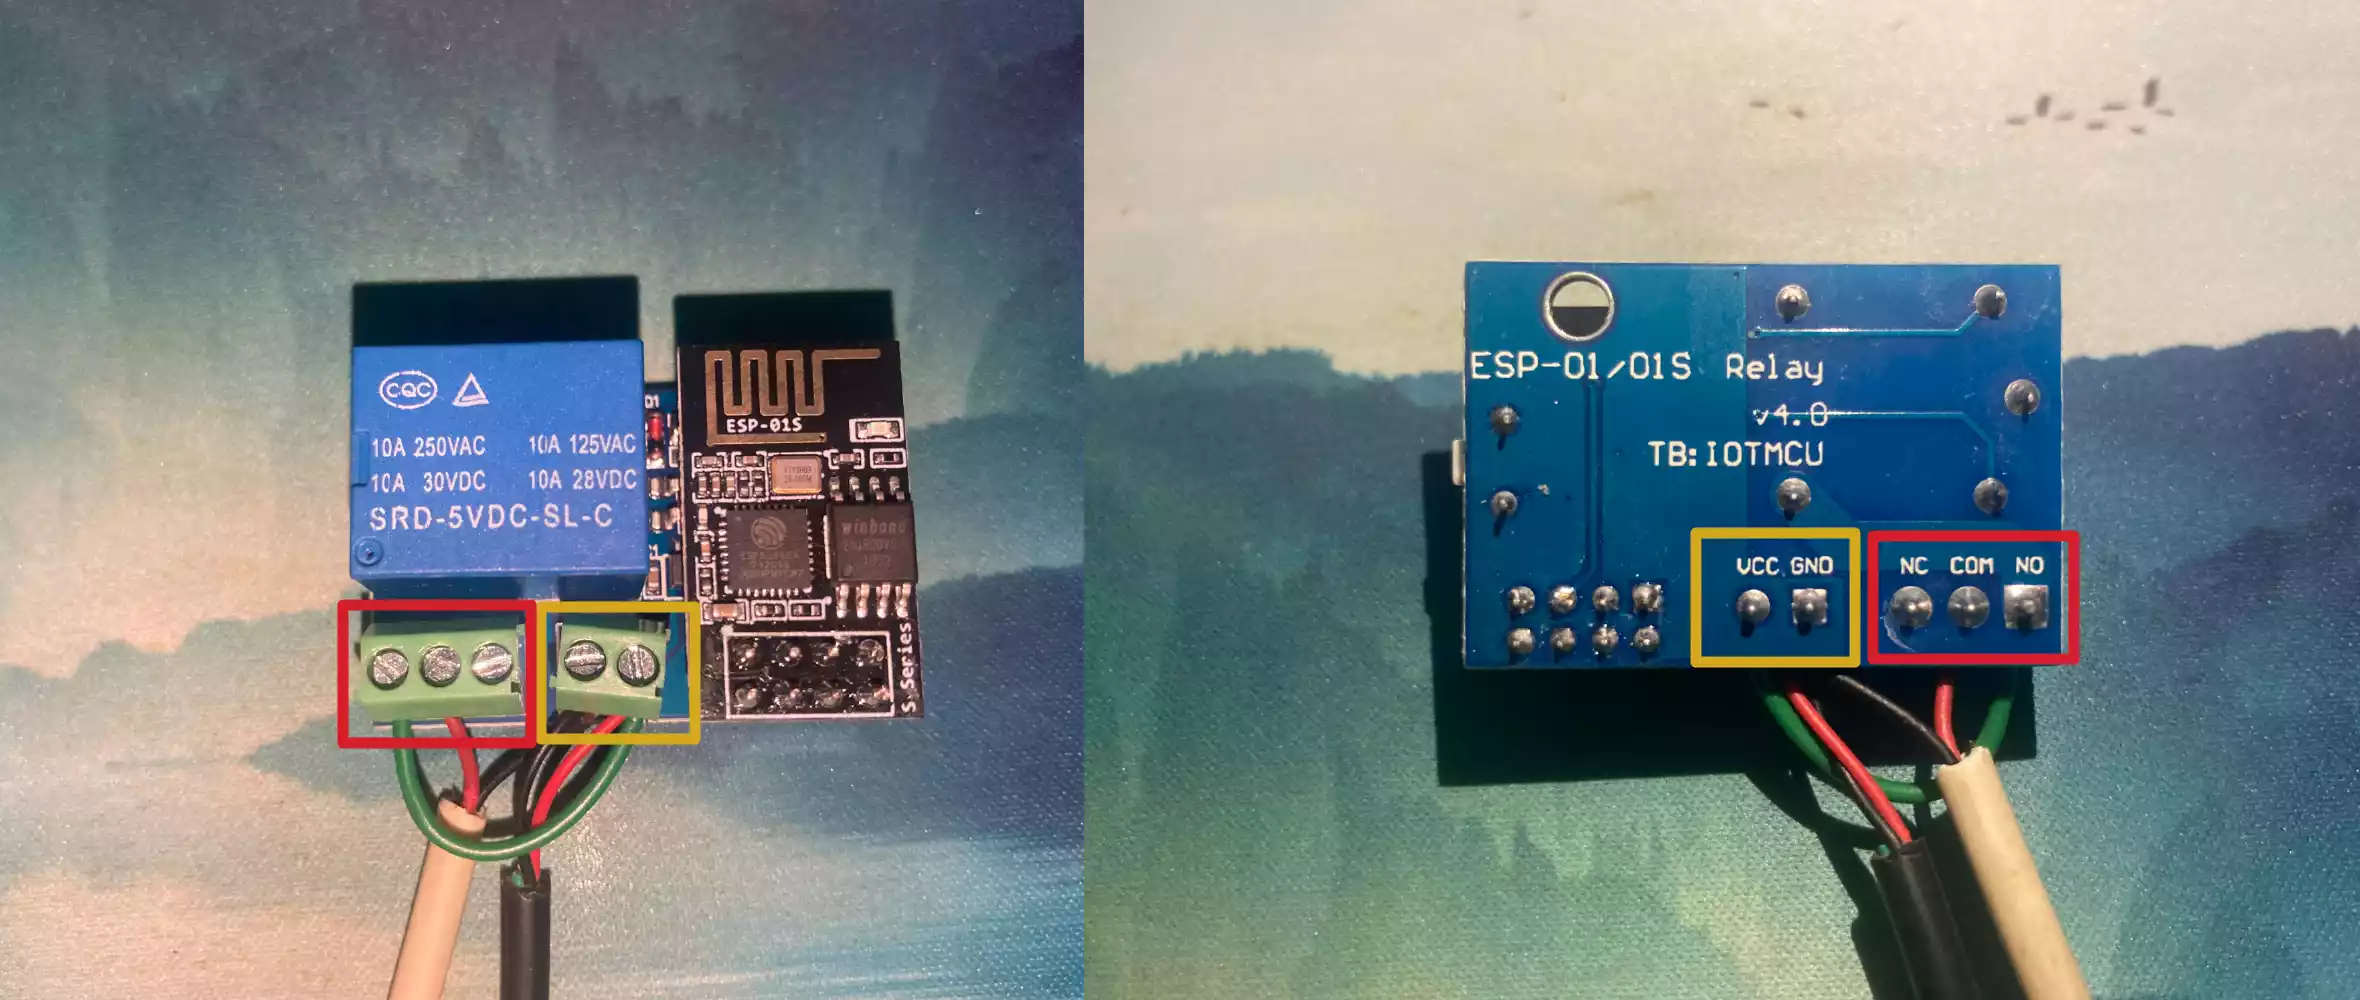 CQC
10A 250VAC 10A 125VAC
10A 30VDC 10A 28VDC
SRD-5VDC-SL-C
ESP-01S
winbond
S-Series
ESP-01/01S Relay
v4.0
TB:IOTMCU
VCC GND
NC COM NO